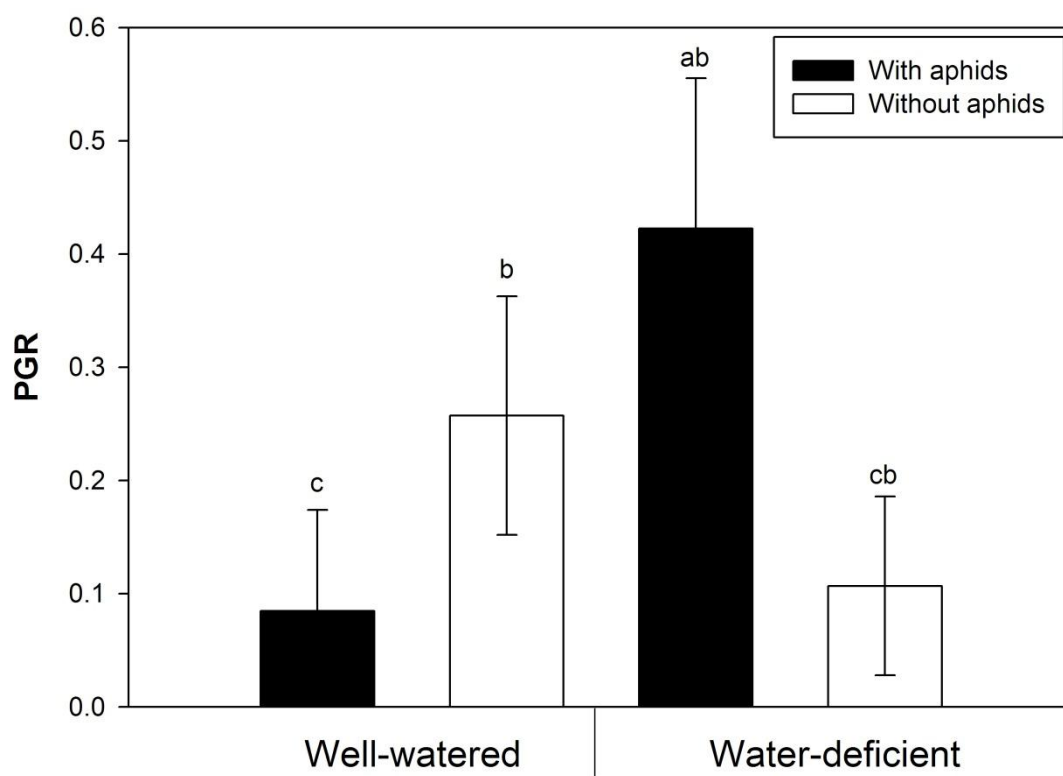 0.6
0.5
0.4
0.3
0.2
0.1
0.0
PGR
With aphids
Without aphids
c
b
ab
cb
Well-watered
Water-deficient